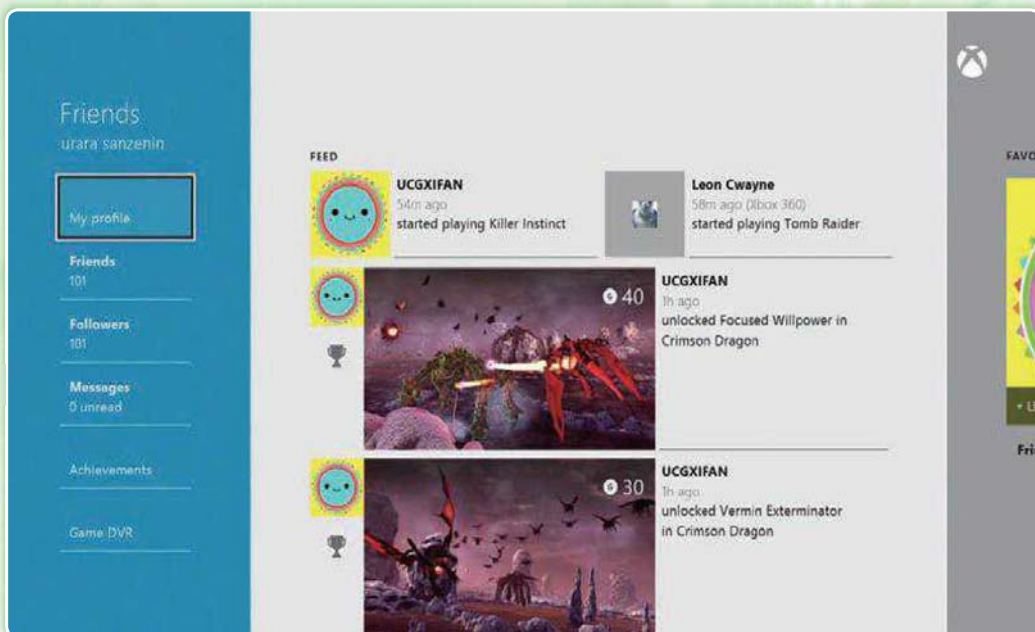 Friends
urara sanzenin
My profile
Friends
101
Followers
101
Messages
0 unread
Achievements
Game DVR
FEED
UCGXIFAN
54m ago
started playing Killer Instinct
Leon Cwayne
58m ago (Xbox 360)
started playing Tomb Raider
G 40
UCGXIFAN
1h ago
unlocked Focused Willpower in
Crimson Dragon
G 30
UCGXIFAN
1h ago
unlocked Vermin Exterminator
in Crimson Dragon
FAVO
U
Fri